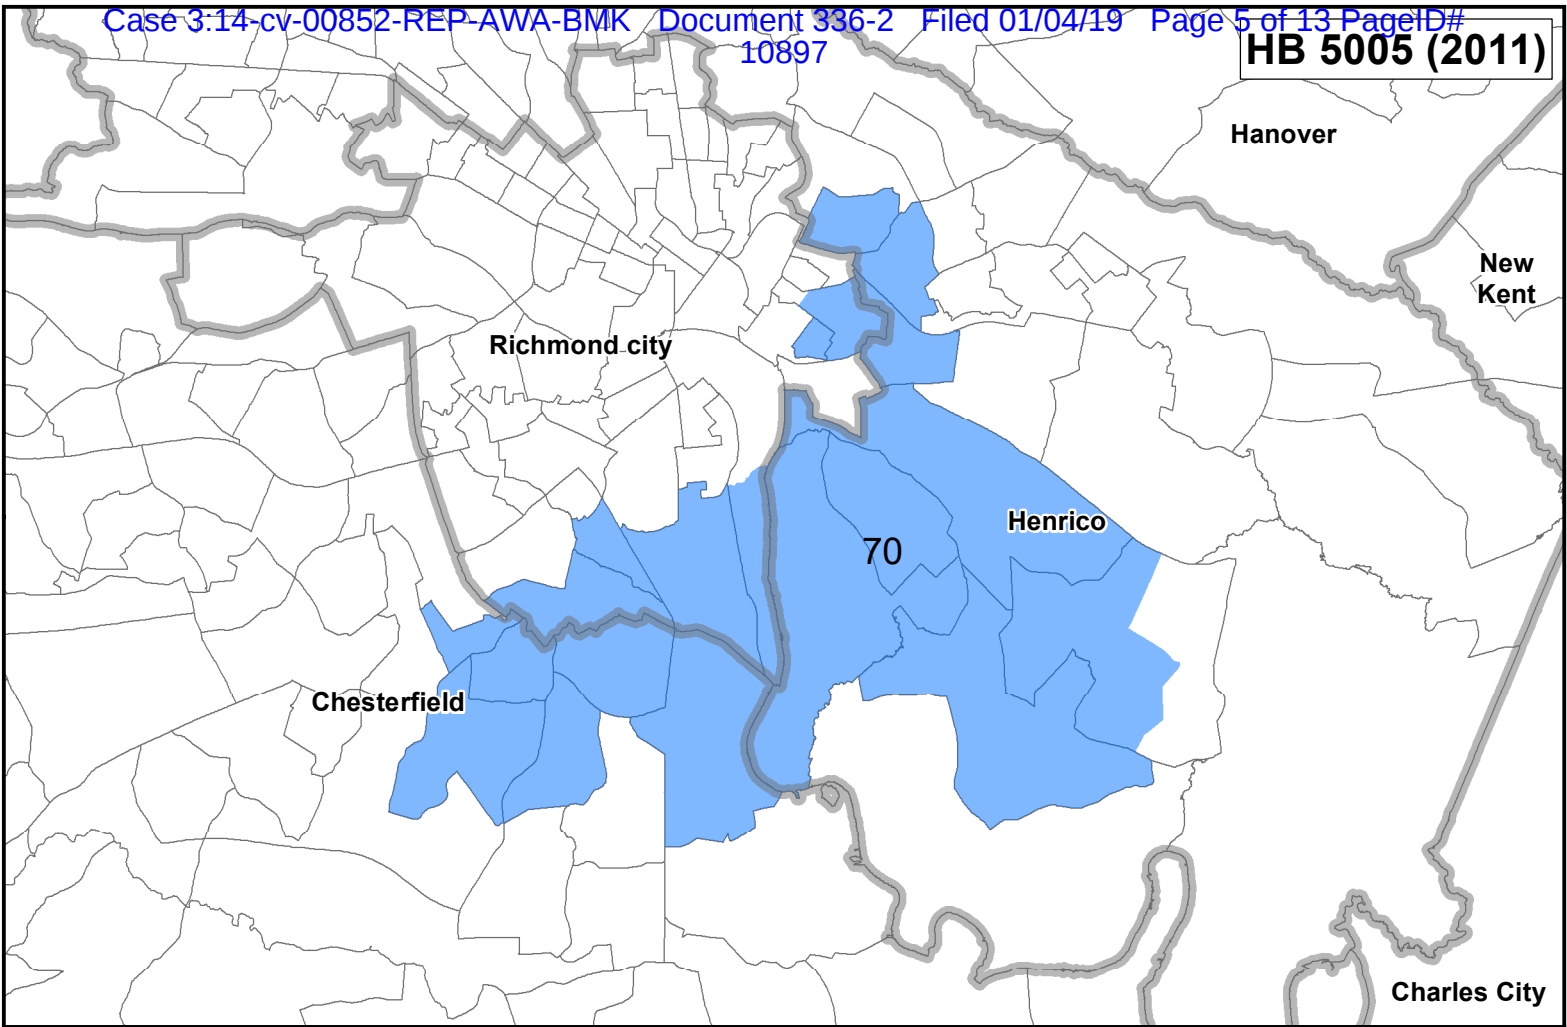 Case 3:14-cv-00852-REP-AWA-BMK Document 336-2 Filed 01/04/19 Page 5 of 13 PageID#
10897
HB 5005 (2011)
Hanover
New
Kent
Richmond city
Henrico
70
Chesterfield
Charles City